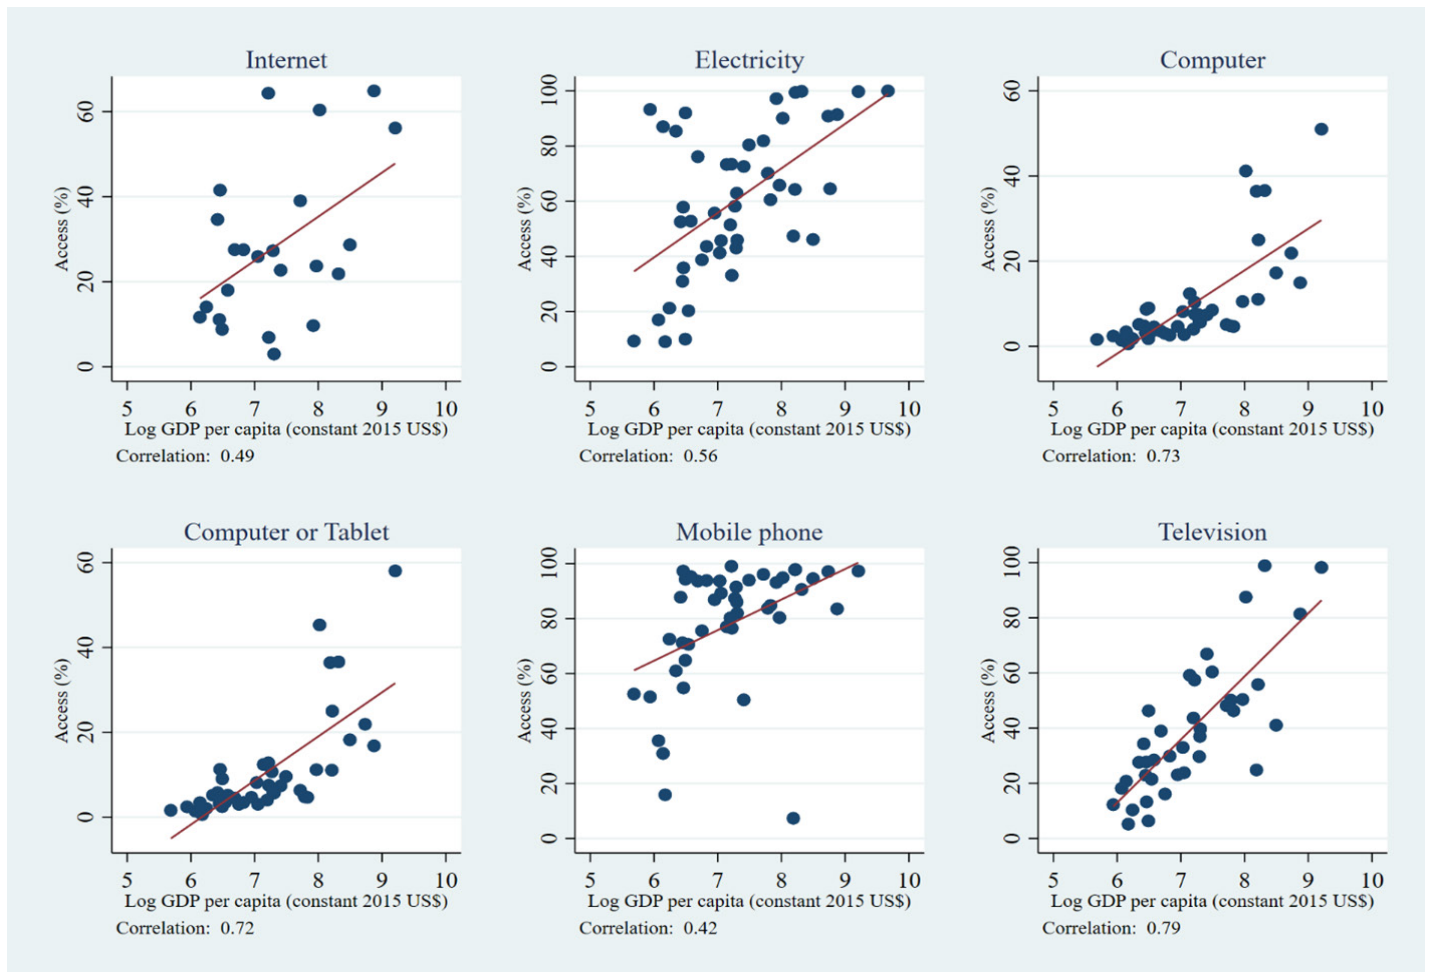 Internet
Access (%)
60
40
20
0
5 6 7 8 9 10
Log GDP per capita (constant 2015 US$)
Correlation: 0.49
Electricity
Access (%)
100
80
60
40
20
0
5 6 7 8 9 10
Log GDP per capita (constant 2015 US$)
Correlation: 0.56
Computer
Access (%)
60
40
20
0
5 6 7 8 9 10
Log GDP per capita (constant 2015 US$)
Correlation: 0.73
Computer or Tablet
Access (%)
60
40
20
0
5 6 7 8 9 10
Log GDP per capita (constant 2015 US$)
Correlation: 0.72
Mobile phone
Access (%)
100
80
60
40
20
0
5 6 7 8 9 10
Log GDP per capita (constant 2015 US$)
Correlation: 0.42
Television
Access (%)
100
80
60
40
20
0
5 6 7 8 9 10
Log GDP per capita (constant 2015 US$)
Correlation: 0.79